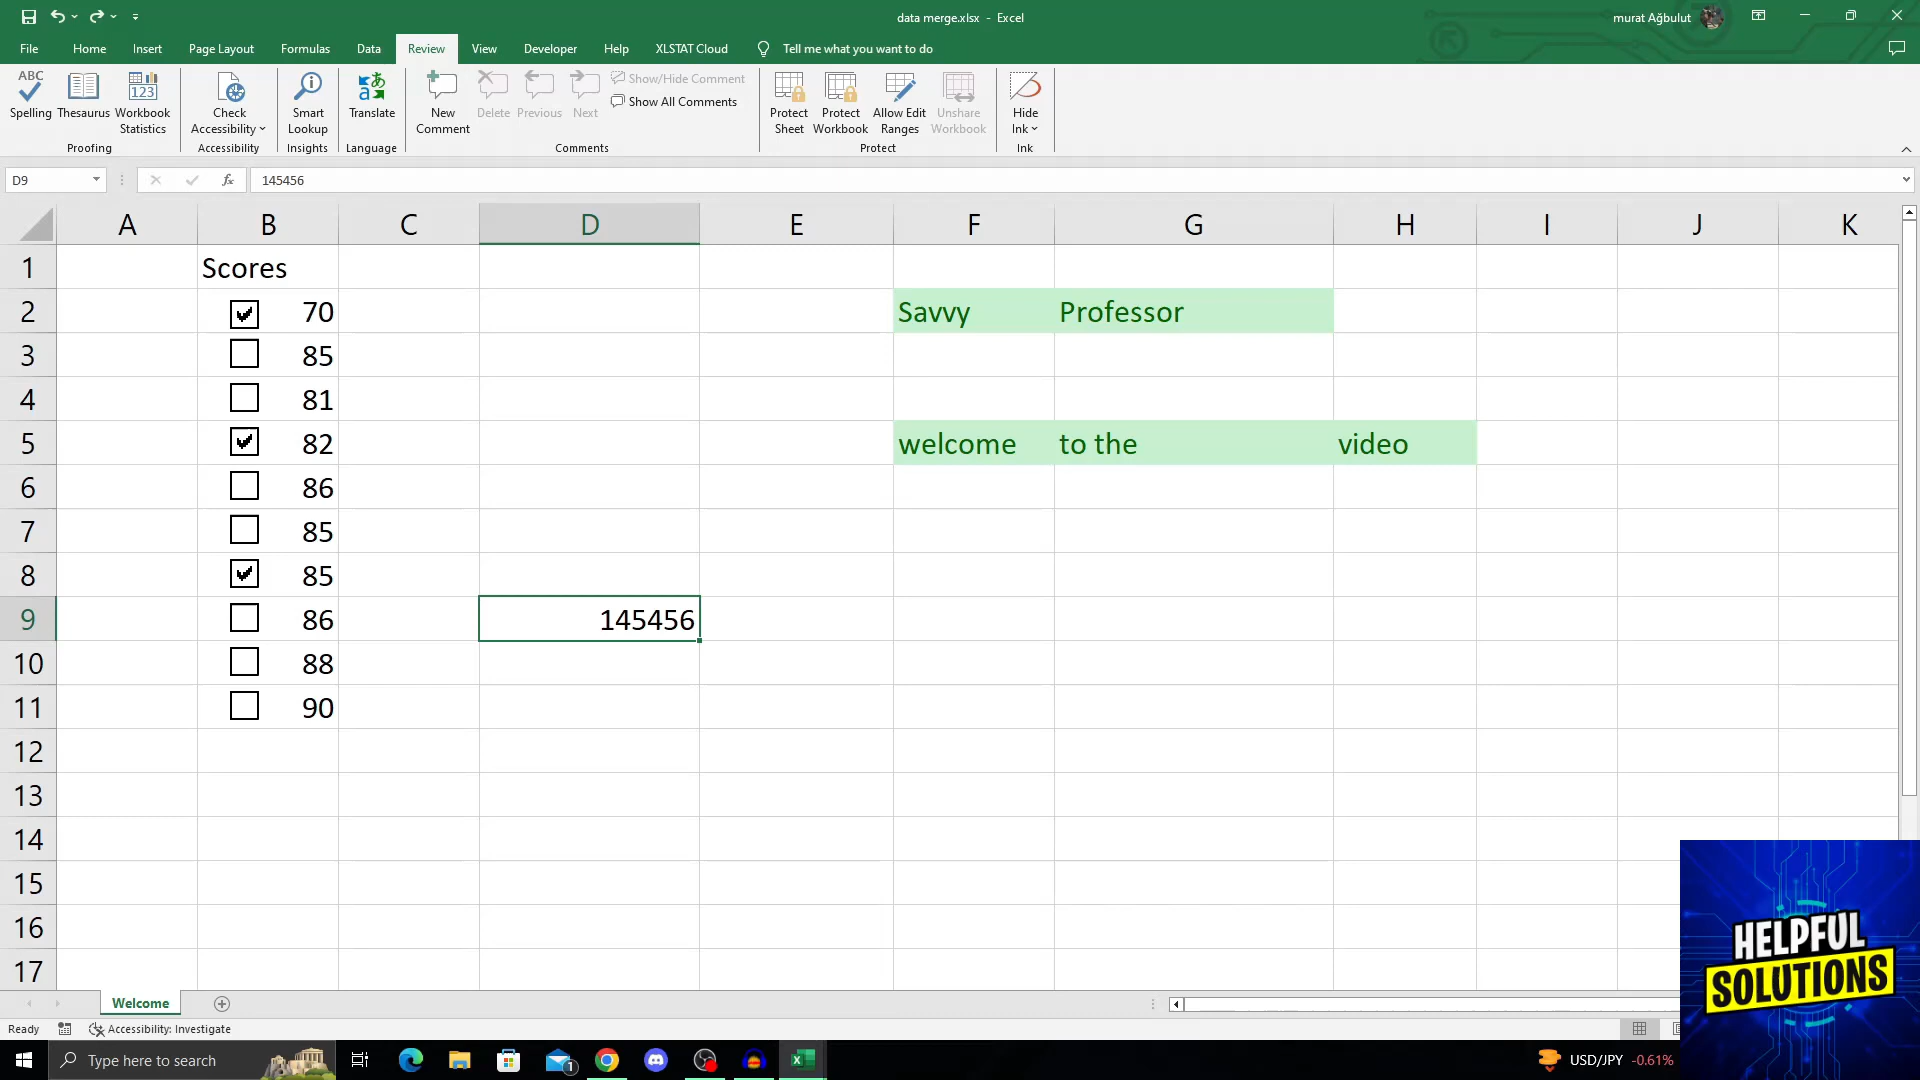 data merge.xlsx - Excel
murat Ağbulut
File Home Insert Page Layout Formulas Data Review View Developer Help XLSTAT Cloud Tell me what you want to do
ABC
Spelling
Thesaurus
123
Workbook
Statistics
Proofing
Check
Accessibility
Accessibility
Smart
Lookup
Insights
Translate
Language
New
Comment
Delete
Previous
Next
Show/Hide Comment
Show All Comments
Comments
Protect
Sheet
Protect
Workbook
Allow Edit
Ranges
Unshare
Workbook
Protect
Hide
Ink
Ink
D9 fx 145456
A B C D E F G H I J K
1 Scores
2 70 Savvy Professor
3 85
4 81
5 82 welcome to the video
6 86
7 85
8 85
9 86 145456
10 88
11 90
12
13
14
15
16
17
Welcome
Ready Accessibility: Investigate
HELPFUL
SOLUTIONS
Type here to search
1
USD/JPY -0.61%